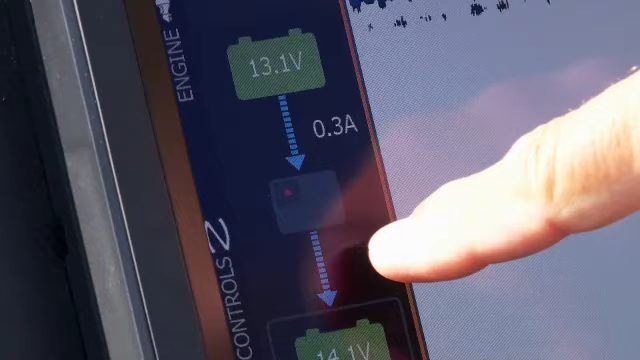 ENGINE
13.1V
0.3A
CONTROLS 2
14.1V